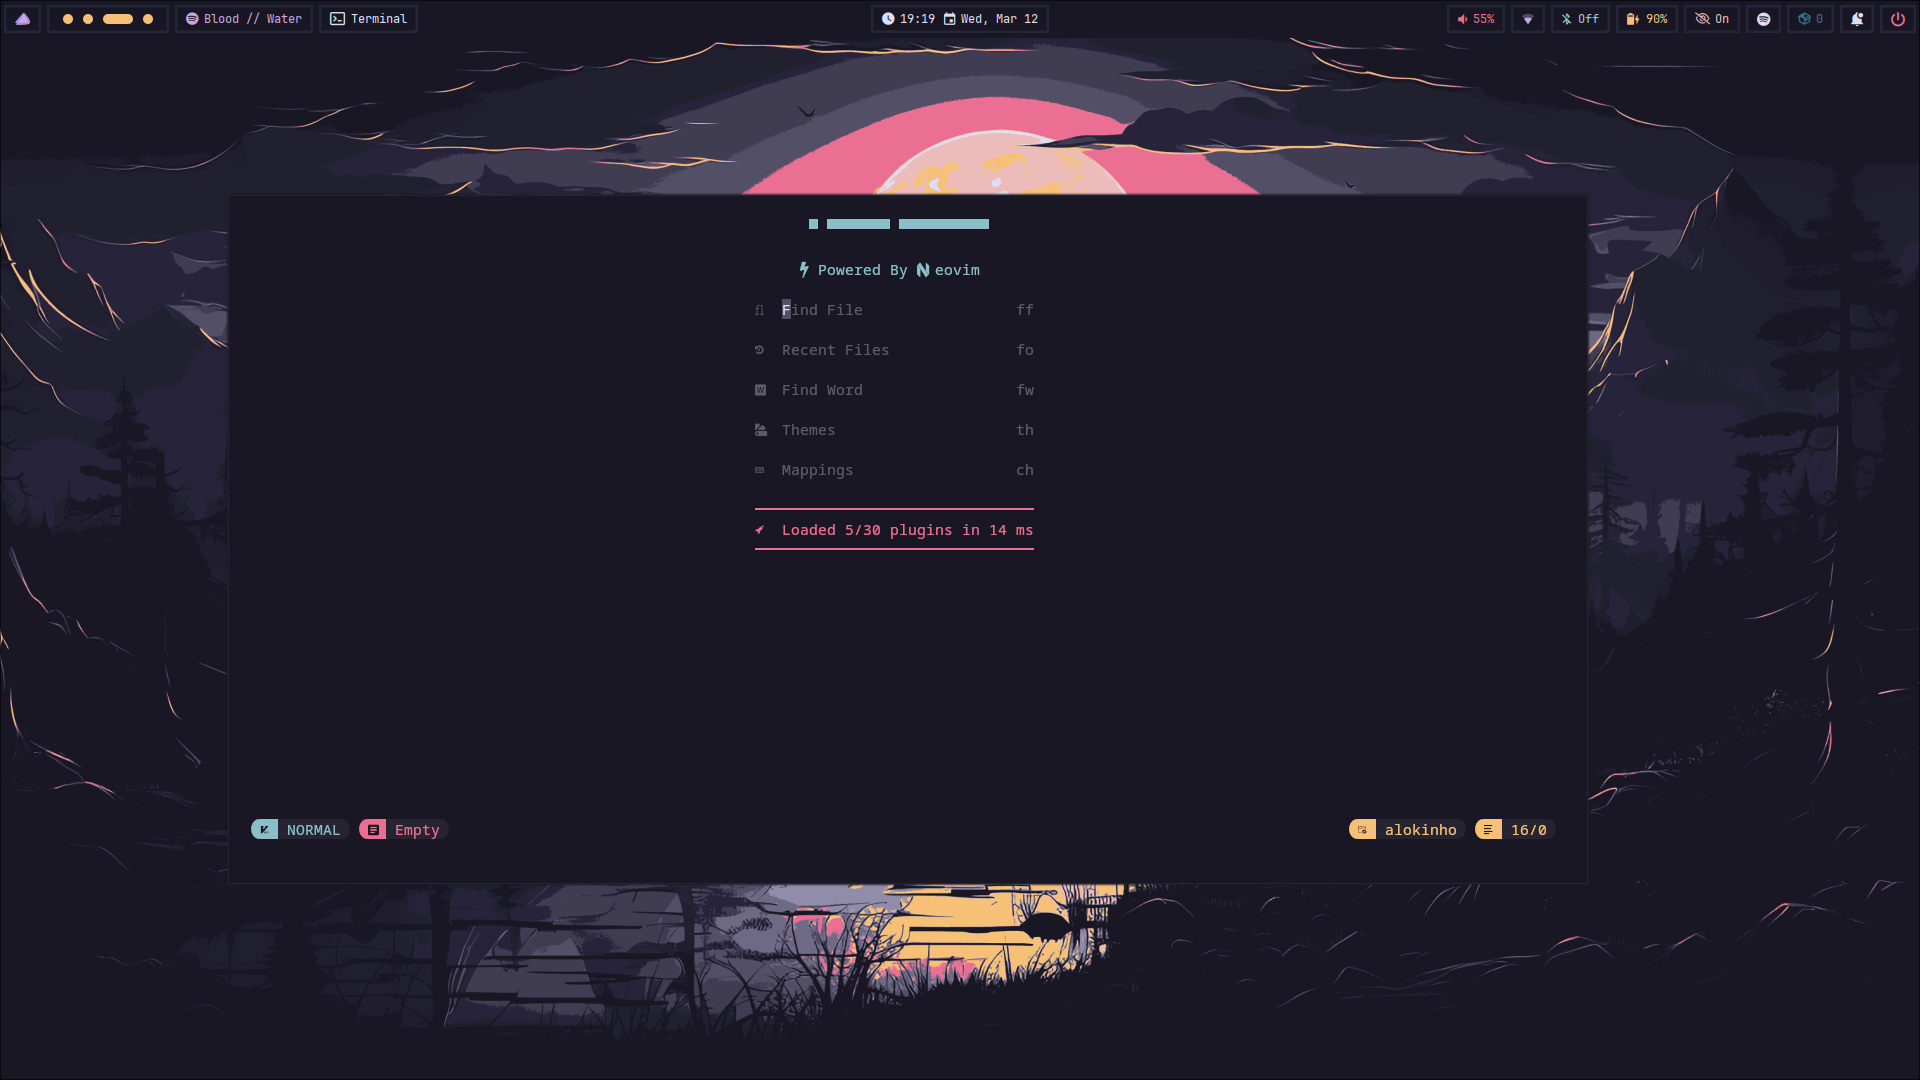 Blood // Water
Terminal
19:19 Wed, Mar 12
55%
Off
90%
On
0
Powered By eovim
Find File ff
Recent Files fo
Find Word fw
Themes th
Mappings ch
Loaded 5/30 plugins in 14 ms
NORMAL Empty
alokinho 16/0